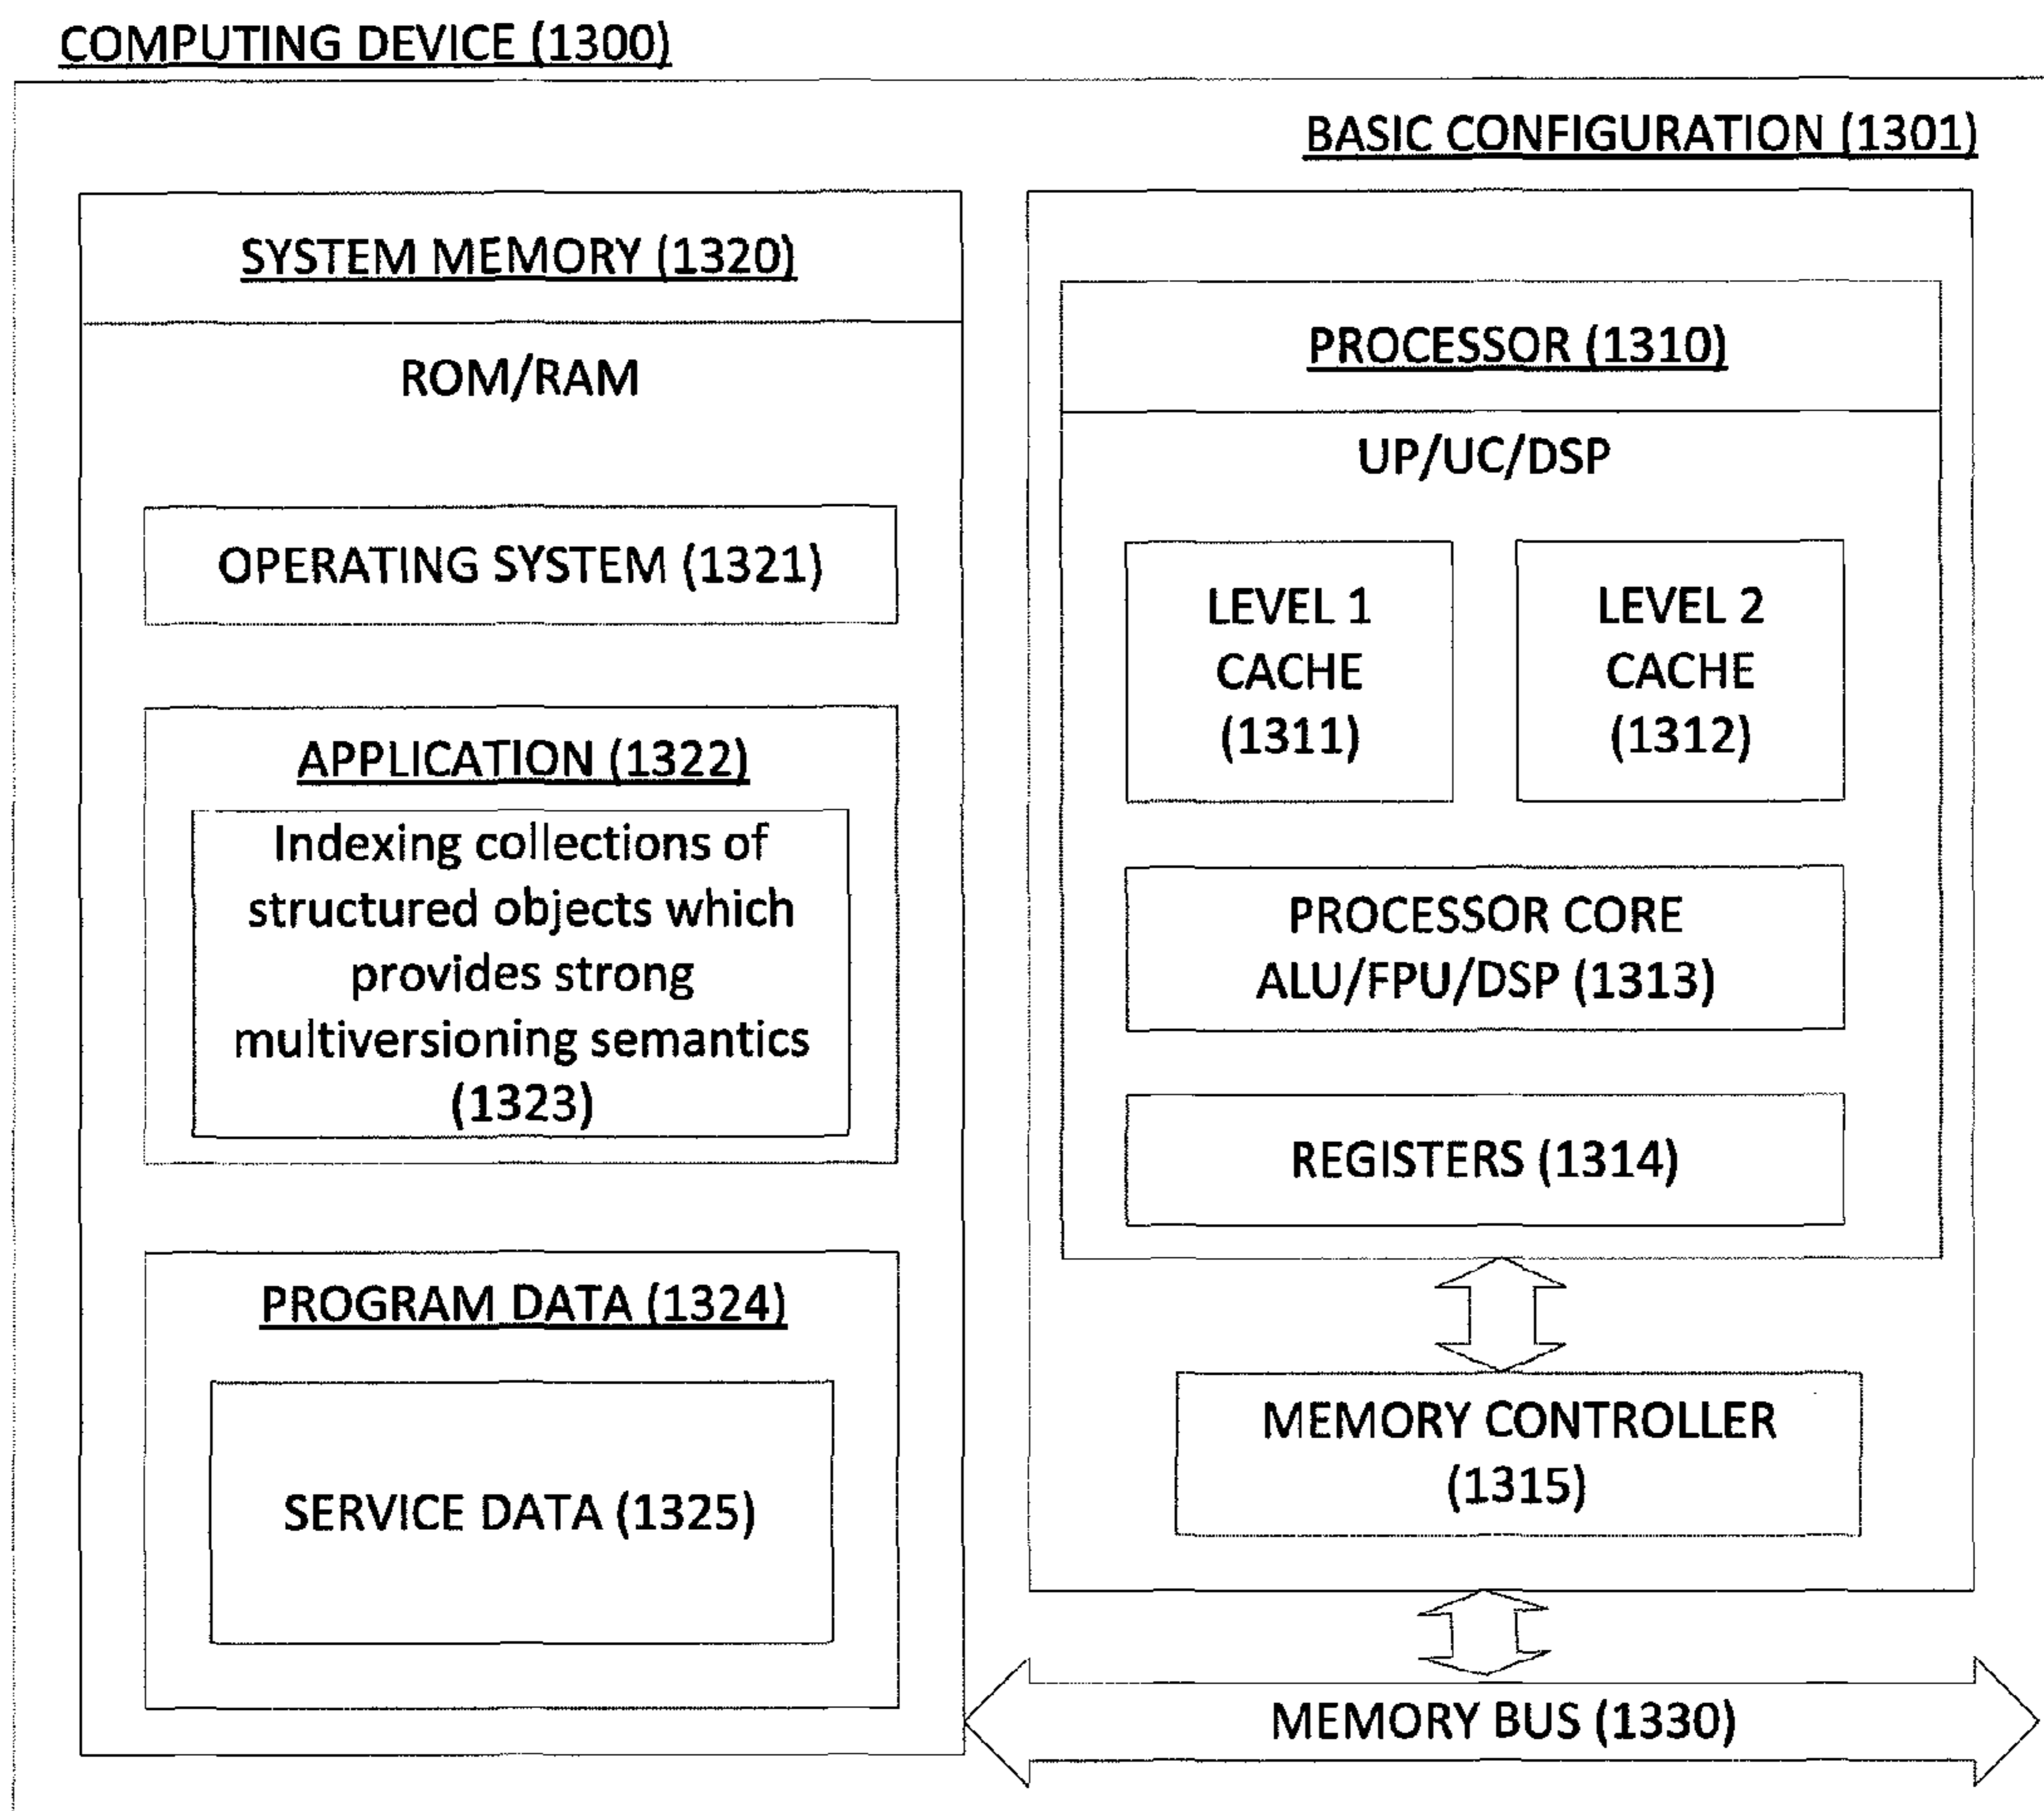 COMPUTING DEVICE (1300)
BASIC CONFIGURATION (1301)
SYSTEM MEMORY (1320)
ROM/RAM
OPERATING SYSTEM (1321)
APPLICATION (1322)
Indexing collections of
structured objects which
provides strong
multiversioning semantics
(1323)
PROGRAM DATA (1324)
SERVICE DATA (1325)
PROCESSOR (1310)
UP/UC/DSP
LEVEL 1
CACHE
(1311)
LEVEL 2
CACHE
(1312)
PROCESSOR CORE
ALU/FPU/DSP (1313)
REGISTERS (1314)
MEMORY CONTROLLER
(1315)
MEMORY BUS (1330)